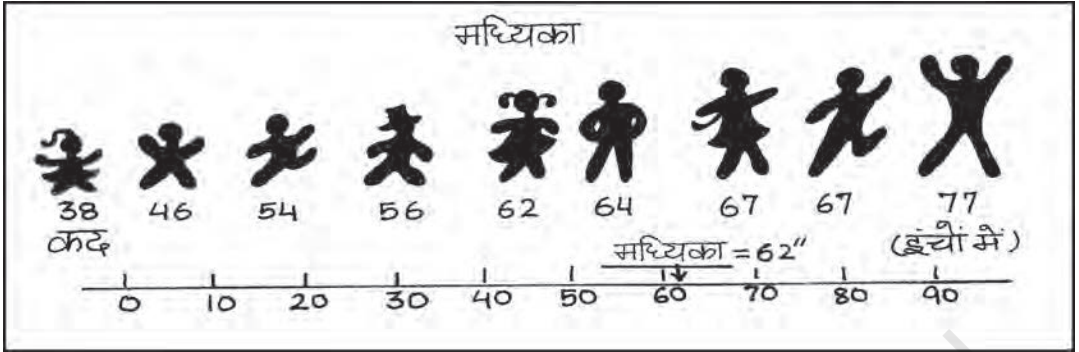 मध्यिका
38 46 54 56 62 64 67 67 77
कद (इंचों में)
मध्यिका = 62"
0 10 20 30 40 50 60 70 80 90